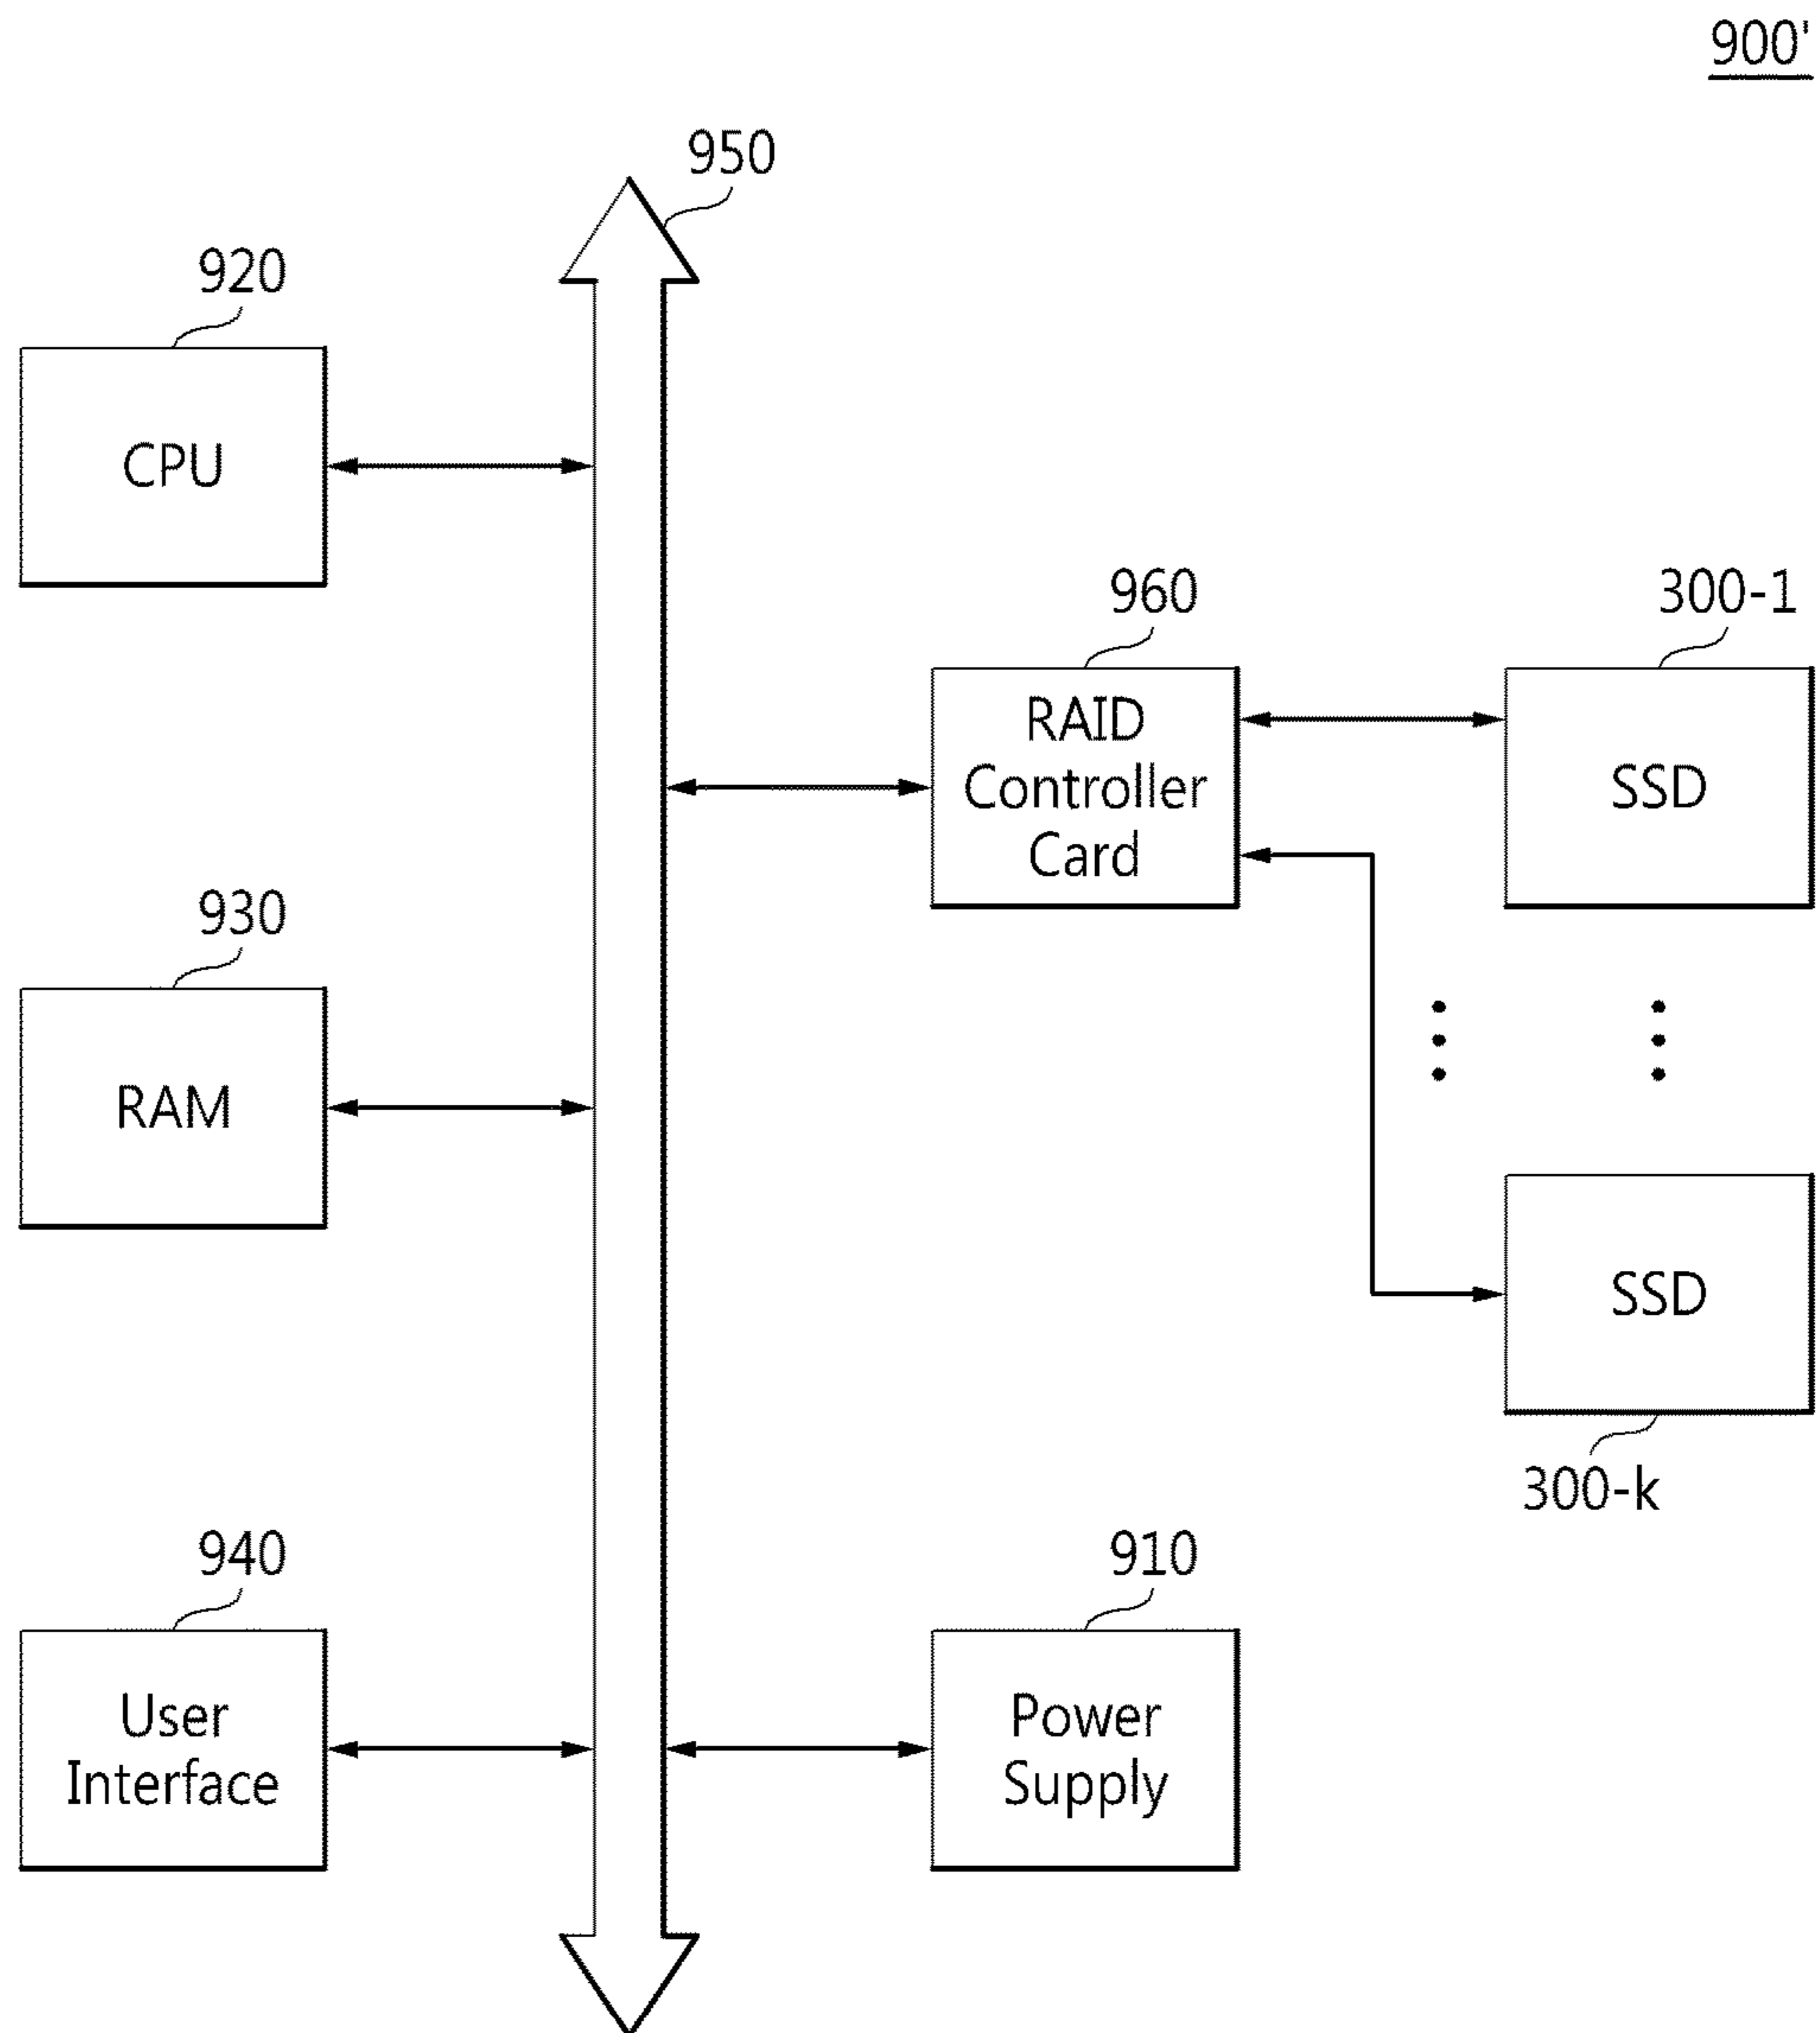 900'
950
920
CPU
960
300-1
RAID
Controller
Card
SSD
930
RAM
SSD
300-k
940
910
User
Interface
Power
Supply